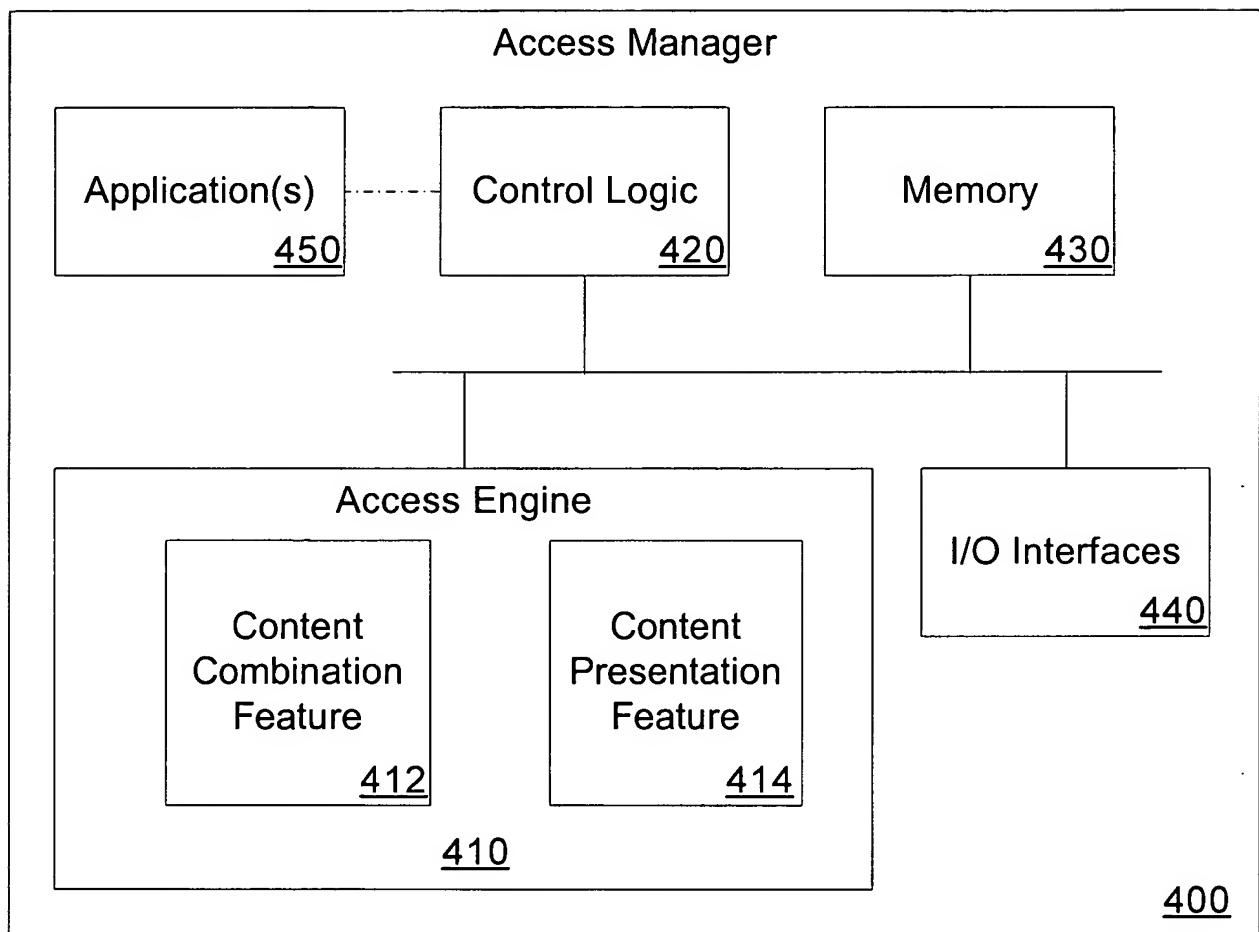 Access Manager
Application(s)
450
Control Logic
420
Memory
430
Access Engine
Content
Combination
Feature
412
Content
Presentation
Feature
414
410
I/O Interfaces
440
400